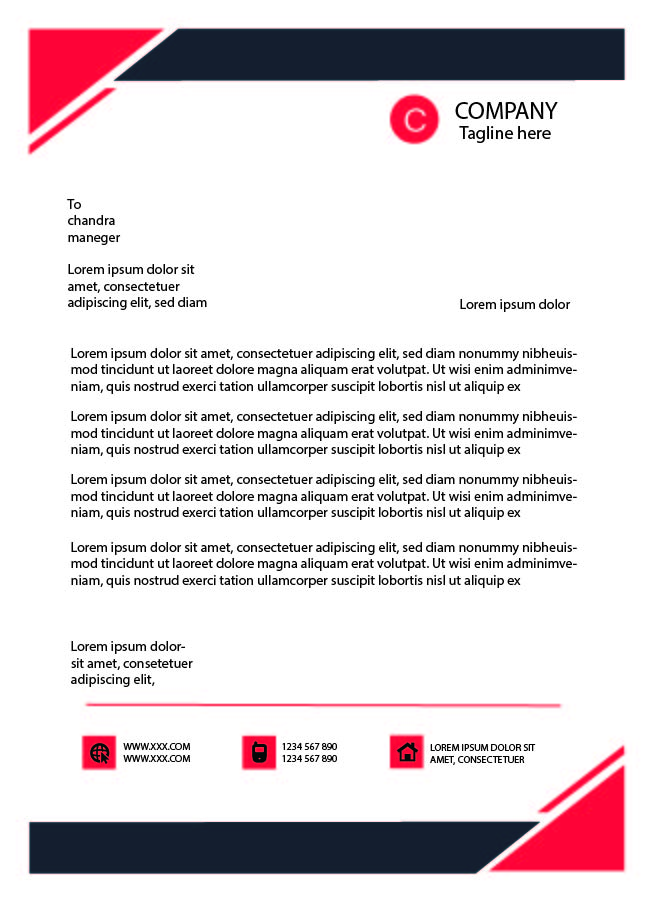 C
COMPANY
Tagline here
To
chandra
maneger
Lorem ipsum dolor sit
amet, consectetuer
adipiscing elit, sed diam
Lorem ipsum dolor
Lorem ipsum dolor sit amet, consectetuer adipiscing elit, sed diam nonummy nibheuis-
mod tincidunt ut laoreet dolore magna aliquam erat volutpat. Ut wisi enim adminimve-
niam, quis nostrud exerci tation ullamcorper suscipit lobortis nisl ut aliquip ex
Lorem ipsum dolor sit amet, consectetuer adipiscing elit, sed diam nonummy nibheuis-
mod tincidunt ut laoreet dolore magna aliquam erat volutpat. Ut wisi enim adminimve-
niam, quis nostrud exerci tation ullamcorper suscipit lobortis nisl ut aliquip ex
Lorem ipsum dolor sit amet, consectetuer adipiscing elit, sed diam nonummy nibheuis-
mod tincidunt ut laoreet dolore magna aliquam erat volutpat. Ut wisi enim adminimve-
niam, quis nostrud exerci tation ullamcorper suscipit lobortis nisl ut aliquip ex
Lorem ipsum dolor sit amet, consectetuer adipiscing elit, sed diam nonummy nibheuis-
mod tincidunt ut laoreet dolore magna aliquam erat volutpat. Ut wisi enim adminimve-
niam, quis nostrud exerci tation ullamcorper suscipit lobortis nisl ut aliquip ex
Lorem ipsum dolor-
sit amet, consetetuer
adipiscing elit,
WWW.XXX.COM
WWW.XXX.COM
1234 567 890
1234 567 890
LOREM IPSUM DOLOR SIT
AMET, CONSECTETUER